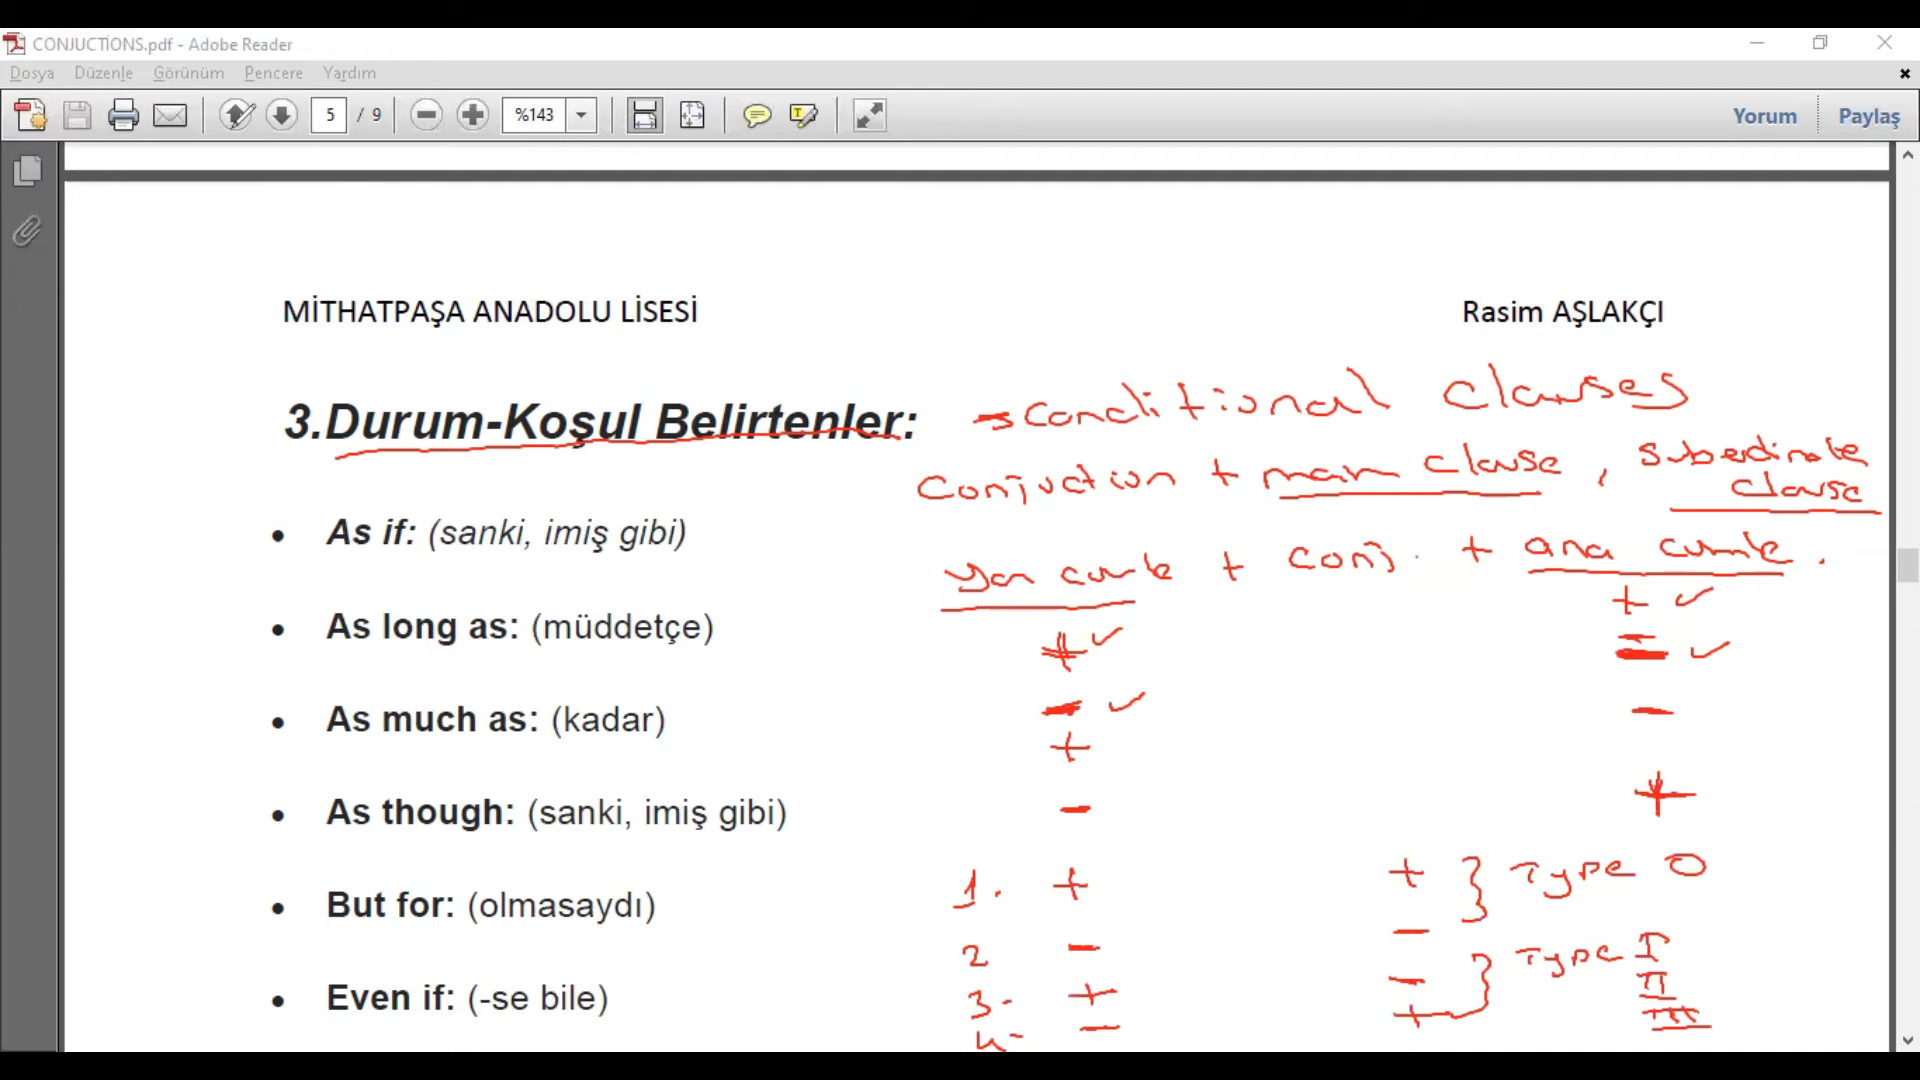 CONJUCTİONS.pdf - Adobe Reader
Dosya Düzenle Görünüm Pencere Yardım
5 / 9 %143 Yorum Paylaş
MİTHATPAŞA ANADOLU LİSESİ Rasim AŞLAKÇI
3.Durum-Koşul Belirtenler: → Conditional Clauses
Conjuction + main clause , Suberdinate clause
• As if: (sanki, imiş gibi)
yan cümle + conj. + ana cümle .
+ ✓
• As long as: (müddetçe) + ✓ - ✓
- ✓ -
• As much as: (kadar) +
• As though: (sanki, imiş gibi) - +
1. + + } Type 0
• But for: (olmasaydı) -
2 - - } Type I
• Even if: (-se bile) 3- + + II
4- - III